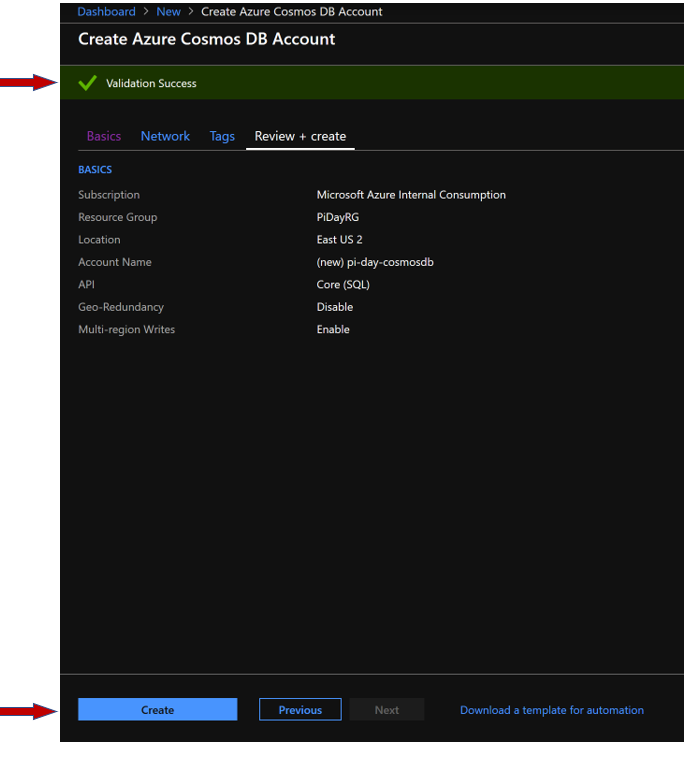 Dashboard > New > Create Azure Cosmos DB Account
Create Azure Cosmos DB Account
Validation Success
Basics Network Tags Review + create
BASICS
Subscription Microsoft Azure Internal Consumption
Resource Group PiDayRG
Location East US 2
Account Name (new) pi-day-cosmosdb
API Core (SQL)
Geo-Redundancy Disable
Multi-region Writes Enable
Create Previous Next Download a template for automation